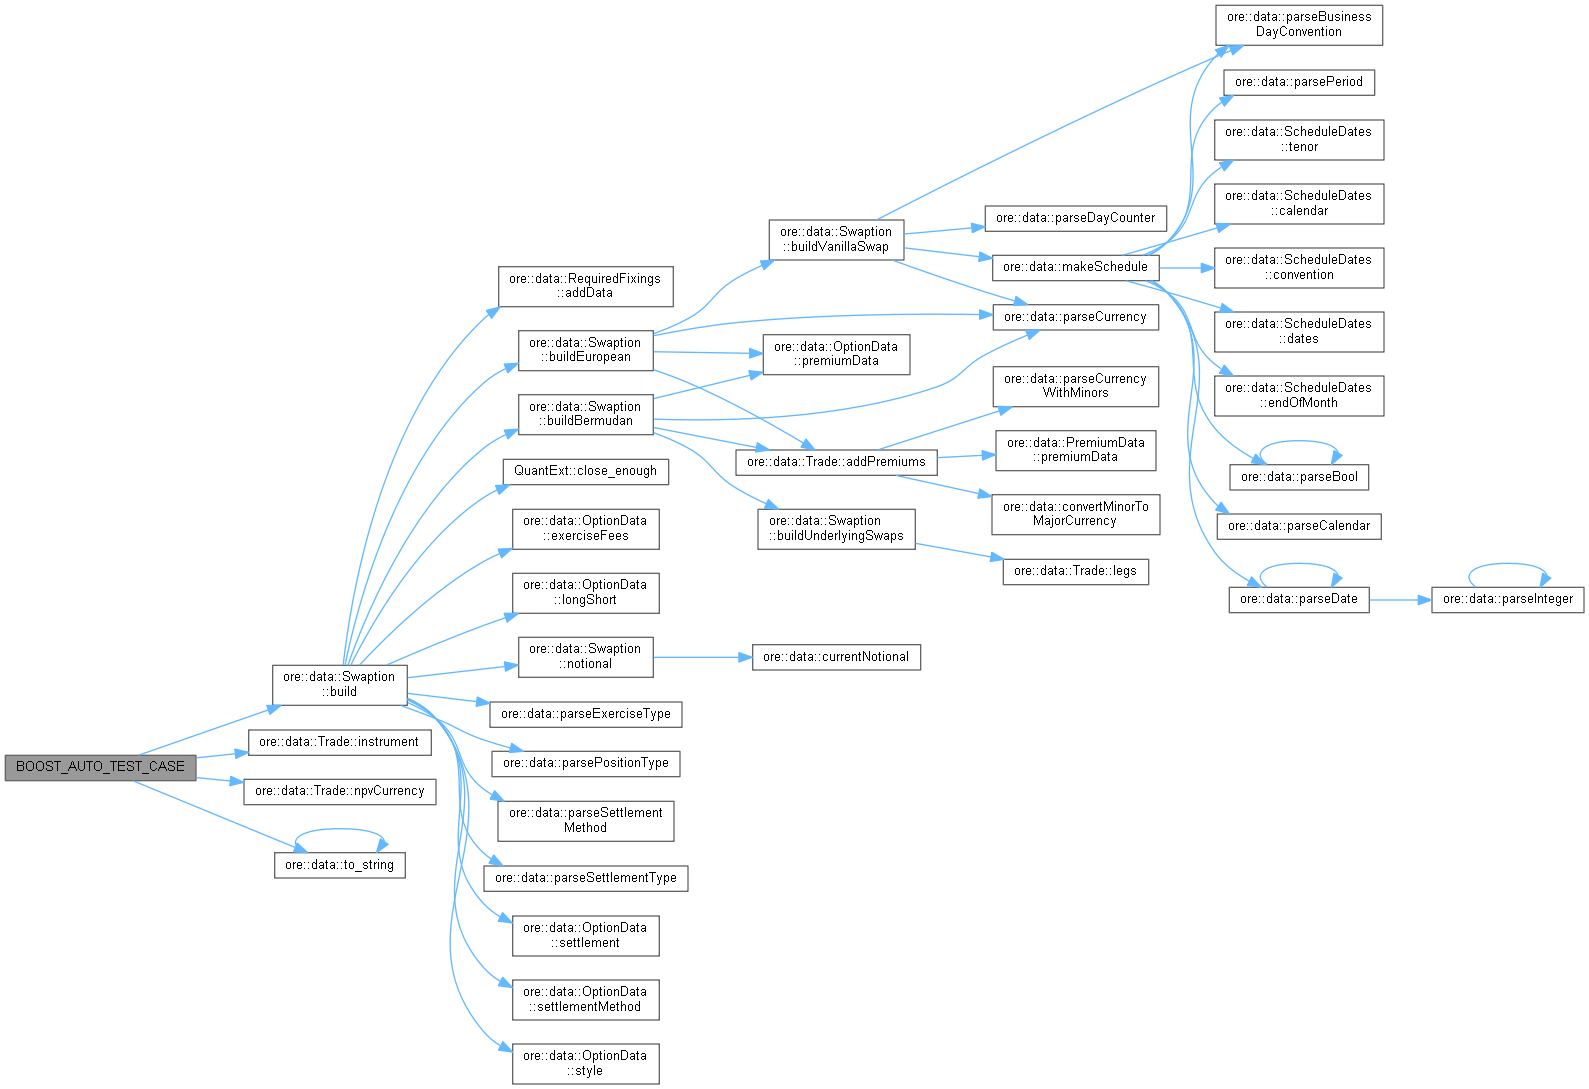 BOOST_AUTO_TEST_CASE
ore::data::Swaption
::build
ore::data::Trade::instrument
ore::data::Trade::npvCurrency
ore::data::to_string
ore::data::RequiredFixings
::addData
ore::data::Swaption
::buildEuropean
ore::data::Swaption
::buildBermudan
QuantExt::close_enough
ore::data::OptionData
::exerciseFees
ore::data::OptionData
::longShort
ore::data::Swaption
::notional
ore::data::parseExerciseType
ore::data::parsePositionType
ore::data::parseSettlement
Method
ore::data::parseSettlementType
ore::data::OptionData
::settlement
ore::data::OptionData
::settlementMethod
ore::data::OptionData
::style
ore::data::Swaption
::buildVanillaSwap
ore::data::OptionData
::premiumData
ore::data::Trade::addPremiums
ore::data::Swaption
::buildUnderlyingSwaps
ore::data::currentNotional
ore::data::parseDayCounter
ore::data::makeSchedule
ore::data::parseCurrency
ore::data::parseCurrency
WithMinors
ore::data::PremiumData
::premiumData
ore::data::convertMinorTo
MajorCurrency
ore::data::Trade::legs
ore::data::parseBusiness
DayConvention
ore::data::parsePeriod
ore::data::ScheduleDates
::tenor
ore::data::ScheduleDates
::calendar
ore::data::ScheduleDates
::convention
ore::data::ScheduleDates
::dates
ore::data::ScheduleDates
::endOfMonth
ore::data::parseBool
ore::data::parseCalendar
ore::data::parseDate
ore::data::parseInteger